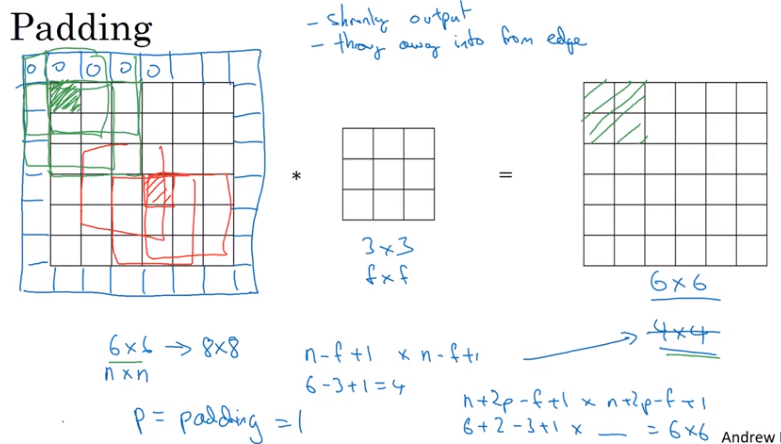 Padding
- shrinky output
- throw away info from edge
0 0 0 0 0
*
=
3 × 3
f × f
6 × 6
4 × 4
6 × 6 → 8 × 8
n × n
n-f+1 × n-f+1
6-3+1=4
p = padding = 1
n+2p-f+1 × n+2p-f+1
6+2-3+1 × __ = 6×6
Andrew